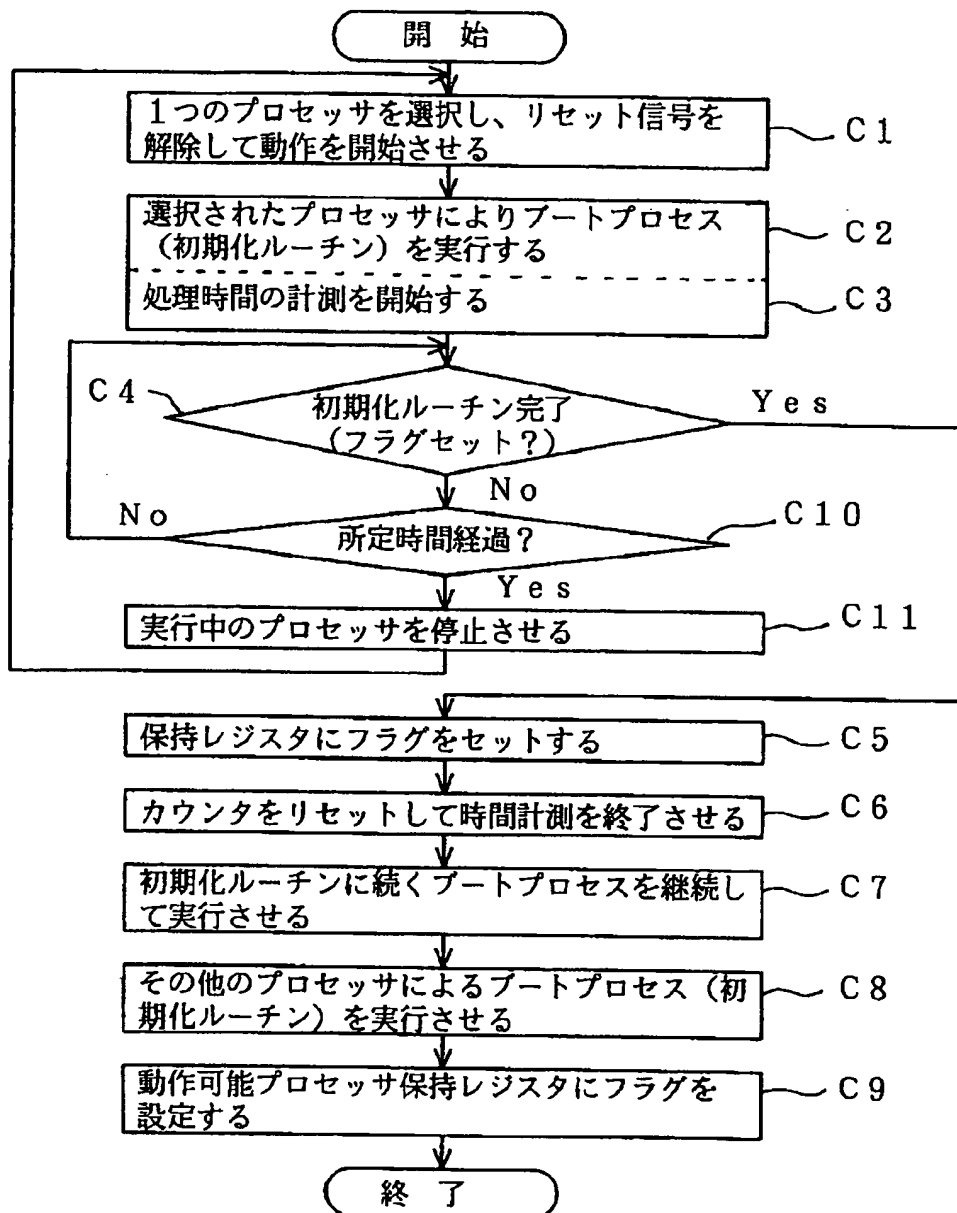 開 始
1つのプロセッサを選択し、リセット信号を
解除して動作を開始させる
C1
選択されたプロセッサによりブートプロセス
(初期化ルーチン)を実行する
C2
処理時間の計測を開始する
C3
C4
初期化ルーチン完了
(フラグセット?)
Yes
No
No
所定時間経過?
C10
Yes
実行中のプロセッサを停止させる
C11
保持レジスタにフラグをセットする
C5
カウンタをリセットして時間計測を終了させる
C6
初期化ルーチンに続くブートプロセスを継続し
て実行させる
C7
その他のプロセッサによるブートプロセス(初
期化ルーチン)を実行させる
C8
動作可能プロセッサ保持レジスタにフラグを
設定する
C9
終 了